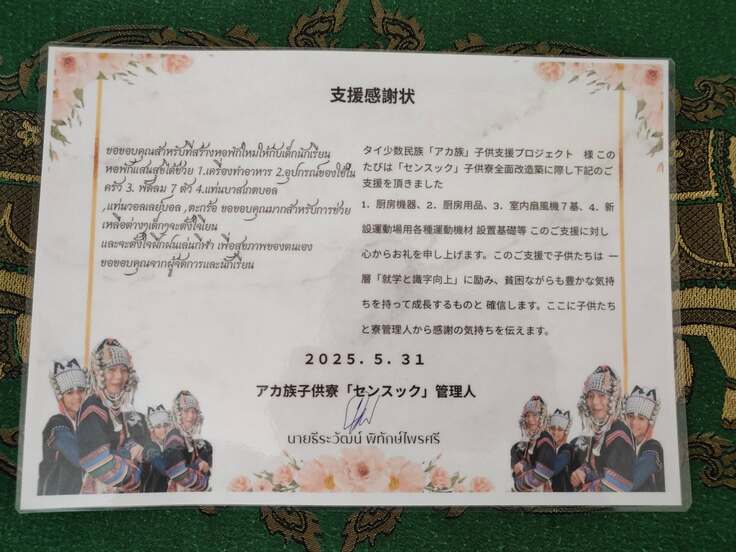 支援感謝状
ขอขอบคุณสำหรับที่สร้างหอพักใหม่ให้กับเด็กนักเรียน
หอพักแสนสุขได้ช่วย 1.เครื่องทำอาหาร 2.อุปกรณ์ของใช้ใน
ครัว 3. พัดลม 7 ตัว 4.แท่นบาสเกตบอล
,แท่นวอลเลย์บอล ,ตะกร้อ ขอขอบคุณมากสำหรับการช่วย
เหลือต่างๆเด็กๆจะตั้งใจเรียน
และจะตั้งใจฝึกฝนเล่นกีฬา เพื่อสุขภาพของตนเอง
ขอขอบคุณจากผู้จัดการและนักเรียน
タイ少数民族「アカ族」子供支援プロジェクト 様 この
たびは「センスック」子供寮全面改造築に際し下記のご
支援を頂きました
1．厨房機器、2．厨房用品、3．室内扇風機７基、4．新
設運動場用各種運動機材 設置基礎等 このご支援に対し
心からお礼を申し上げます。このご支援で子供たちは 一
層「就学と識字向上」に励み、貧困ながらも豊かな気持
ちを持って成長するものと 確信します。ここに子供たち
と寮管理人から感謝の気持ちを伝えます。
２０２５．５．３１
アカ族子供寮「センスック」管理人
นายธีระวัฒน์ พิทักษ์ไพรศรี